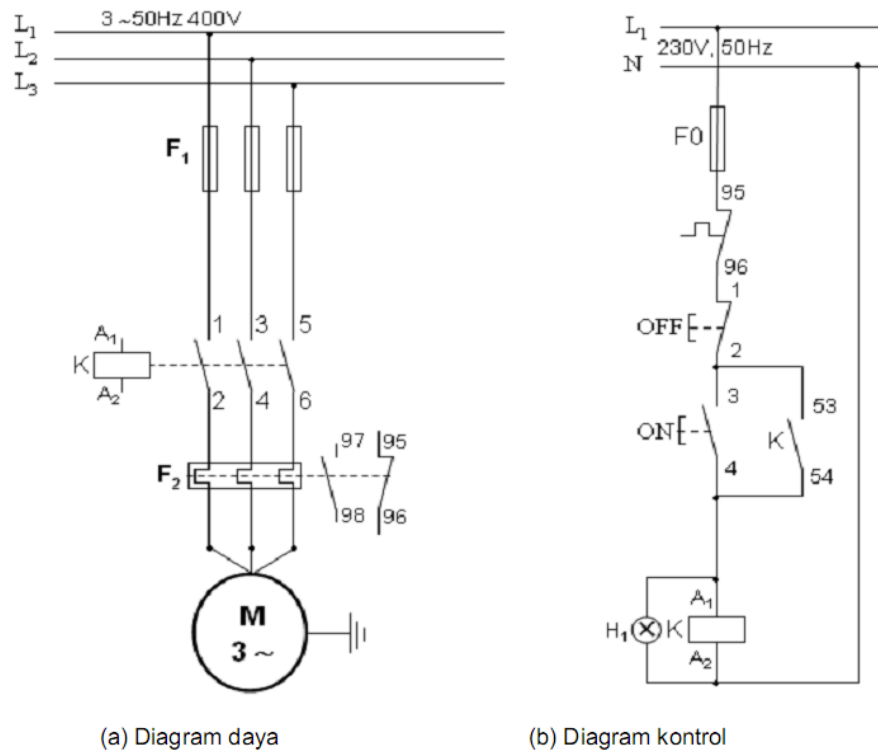 L₁ 3 ~50Hz 400V
L₂
L₃
F₁
1 3 5
A₁
K
A₂
2 4 6
F₂
97 95
98 96
M
3 ~
(a) Diagram daya
L₁
230V, 50Hz
N
F0
95
96
1
OFF
2
3 53
ON K
4 54
A₁
H₁ K
A₂
(b) Diagram kontrol